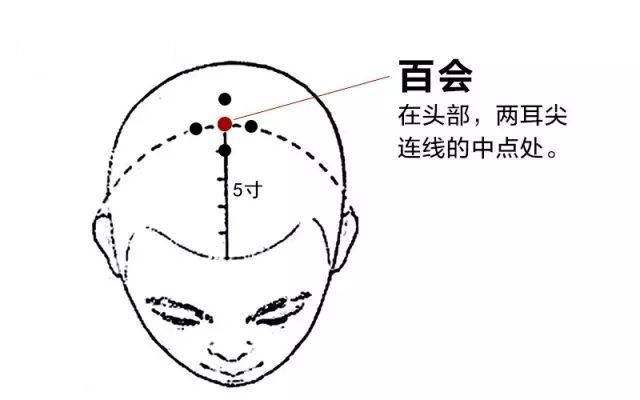 百会
在头部，两耳尖
连线的中点处。
5寸